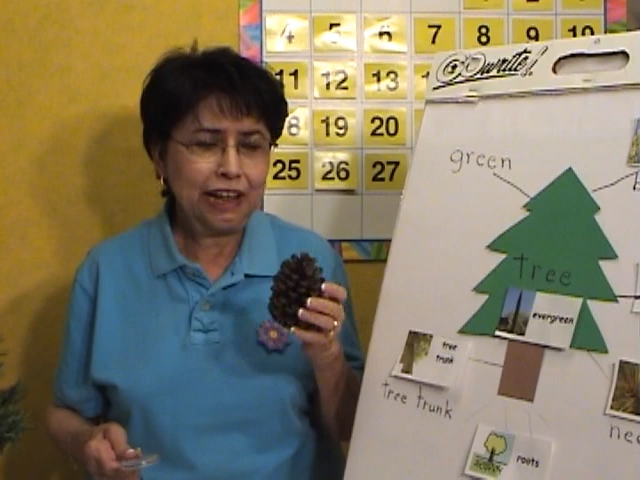 4 5 6 7 8 9 10
11 12 13
18 19 20
25 26 27
write!
green
tree
evergreen
tree
trunk
tree trunk
roots